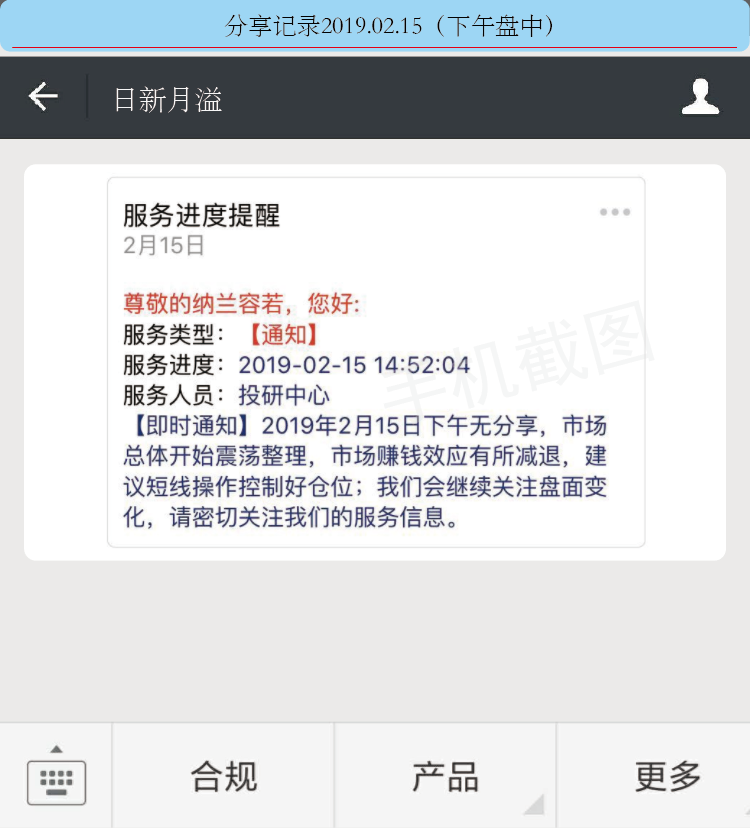 分享记录2019.02.15（下午盘中）
日新月溢
服务进度提醒
2月15日
尊敬的纳兰容若，您好:
服务类型：【通知】
服务进度：2019-02-15 14:52:04
服务人员：投研中心
【即时通知】2019年2月15日下午无分享，市场
总体开始震荡整理，市场赚钱效应有所减退，建
议短线操作控制好仓位；我们会继续关注盘面变
化，请密切关注我们的服务信息。
手机截图
合规
产品
更多